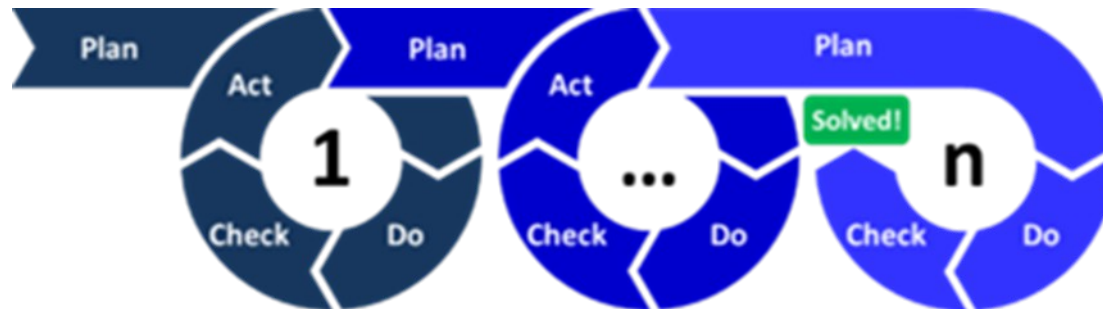 Plan
Act
1
Check
Do
Plan
Act
...
Check
Do
Plan
Solved!
n
Check
Do